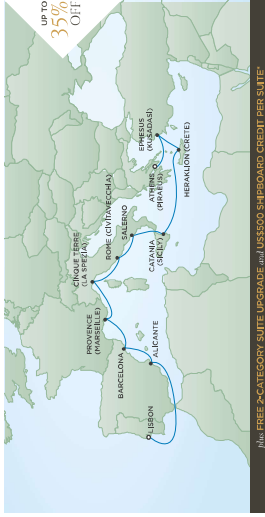 UP TO
35%
OFF
CINQUE TERRE
(LA SPEZIA)
PROVENCE
(MARSEILLE)
ROME (CIVITAVECCHIA)
SALERNO
BARCELONA
ALICANTE
LISBON
CATANIA
(SICILY)
ATHENS
(PIRAEUS)
EPHESUS
(KUSADASI)
HERAKLION (CRETE)
plus FREE 2-CATEGORY SUITE UPGRADE and US$500 SHIPBOARD CREDIT PER SUITE*